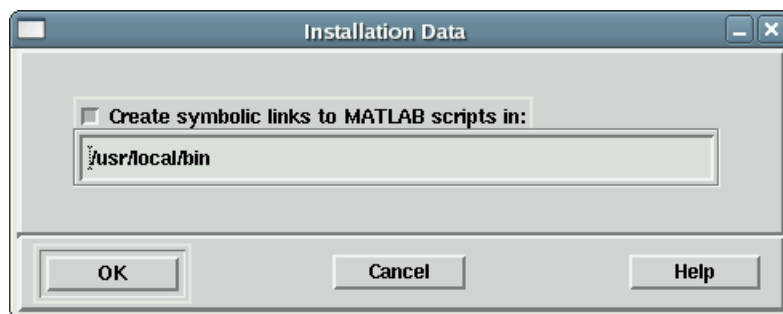 Installation Data
Create symbolic links to MATLAB scripts in:
/usr/local/bin
OK
Cancel
Help